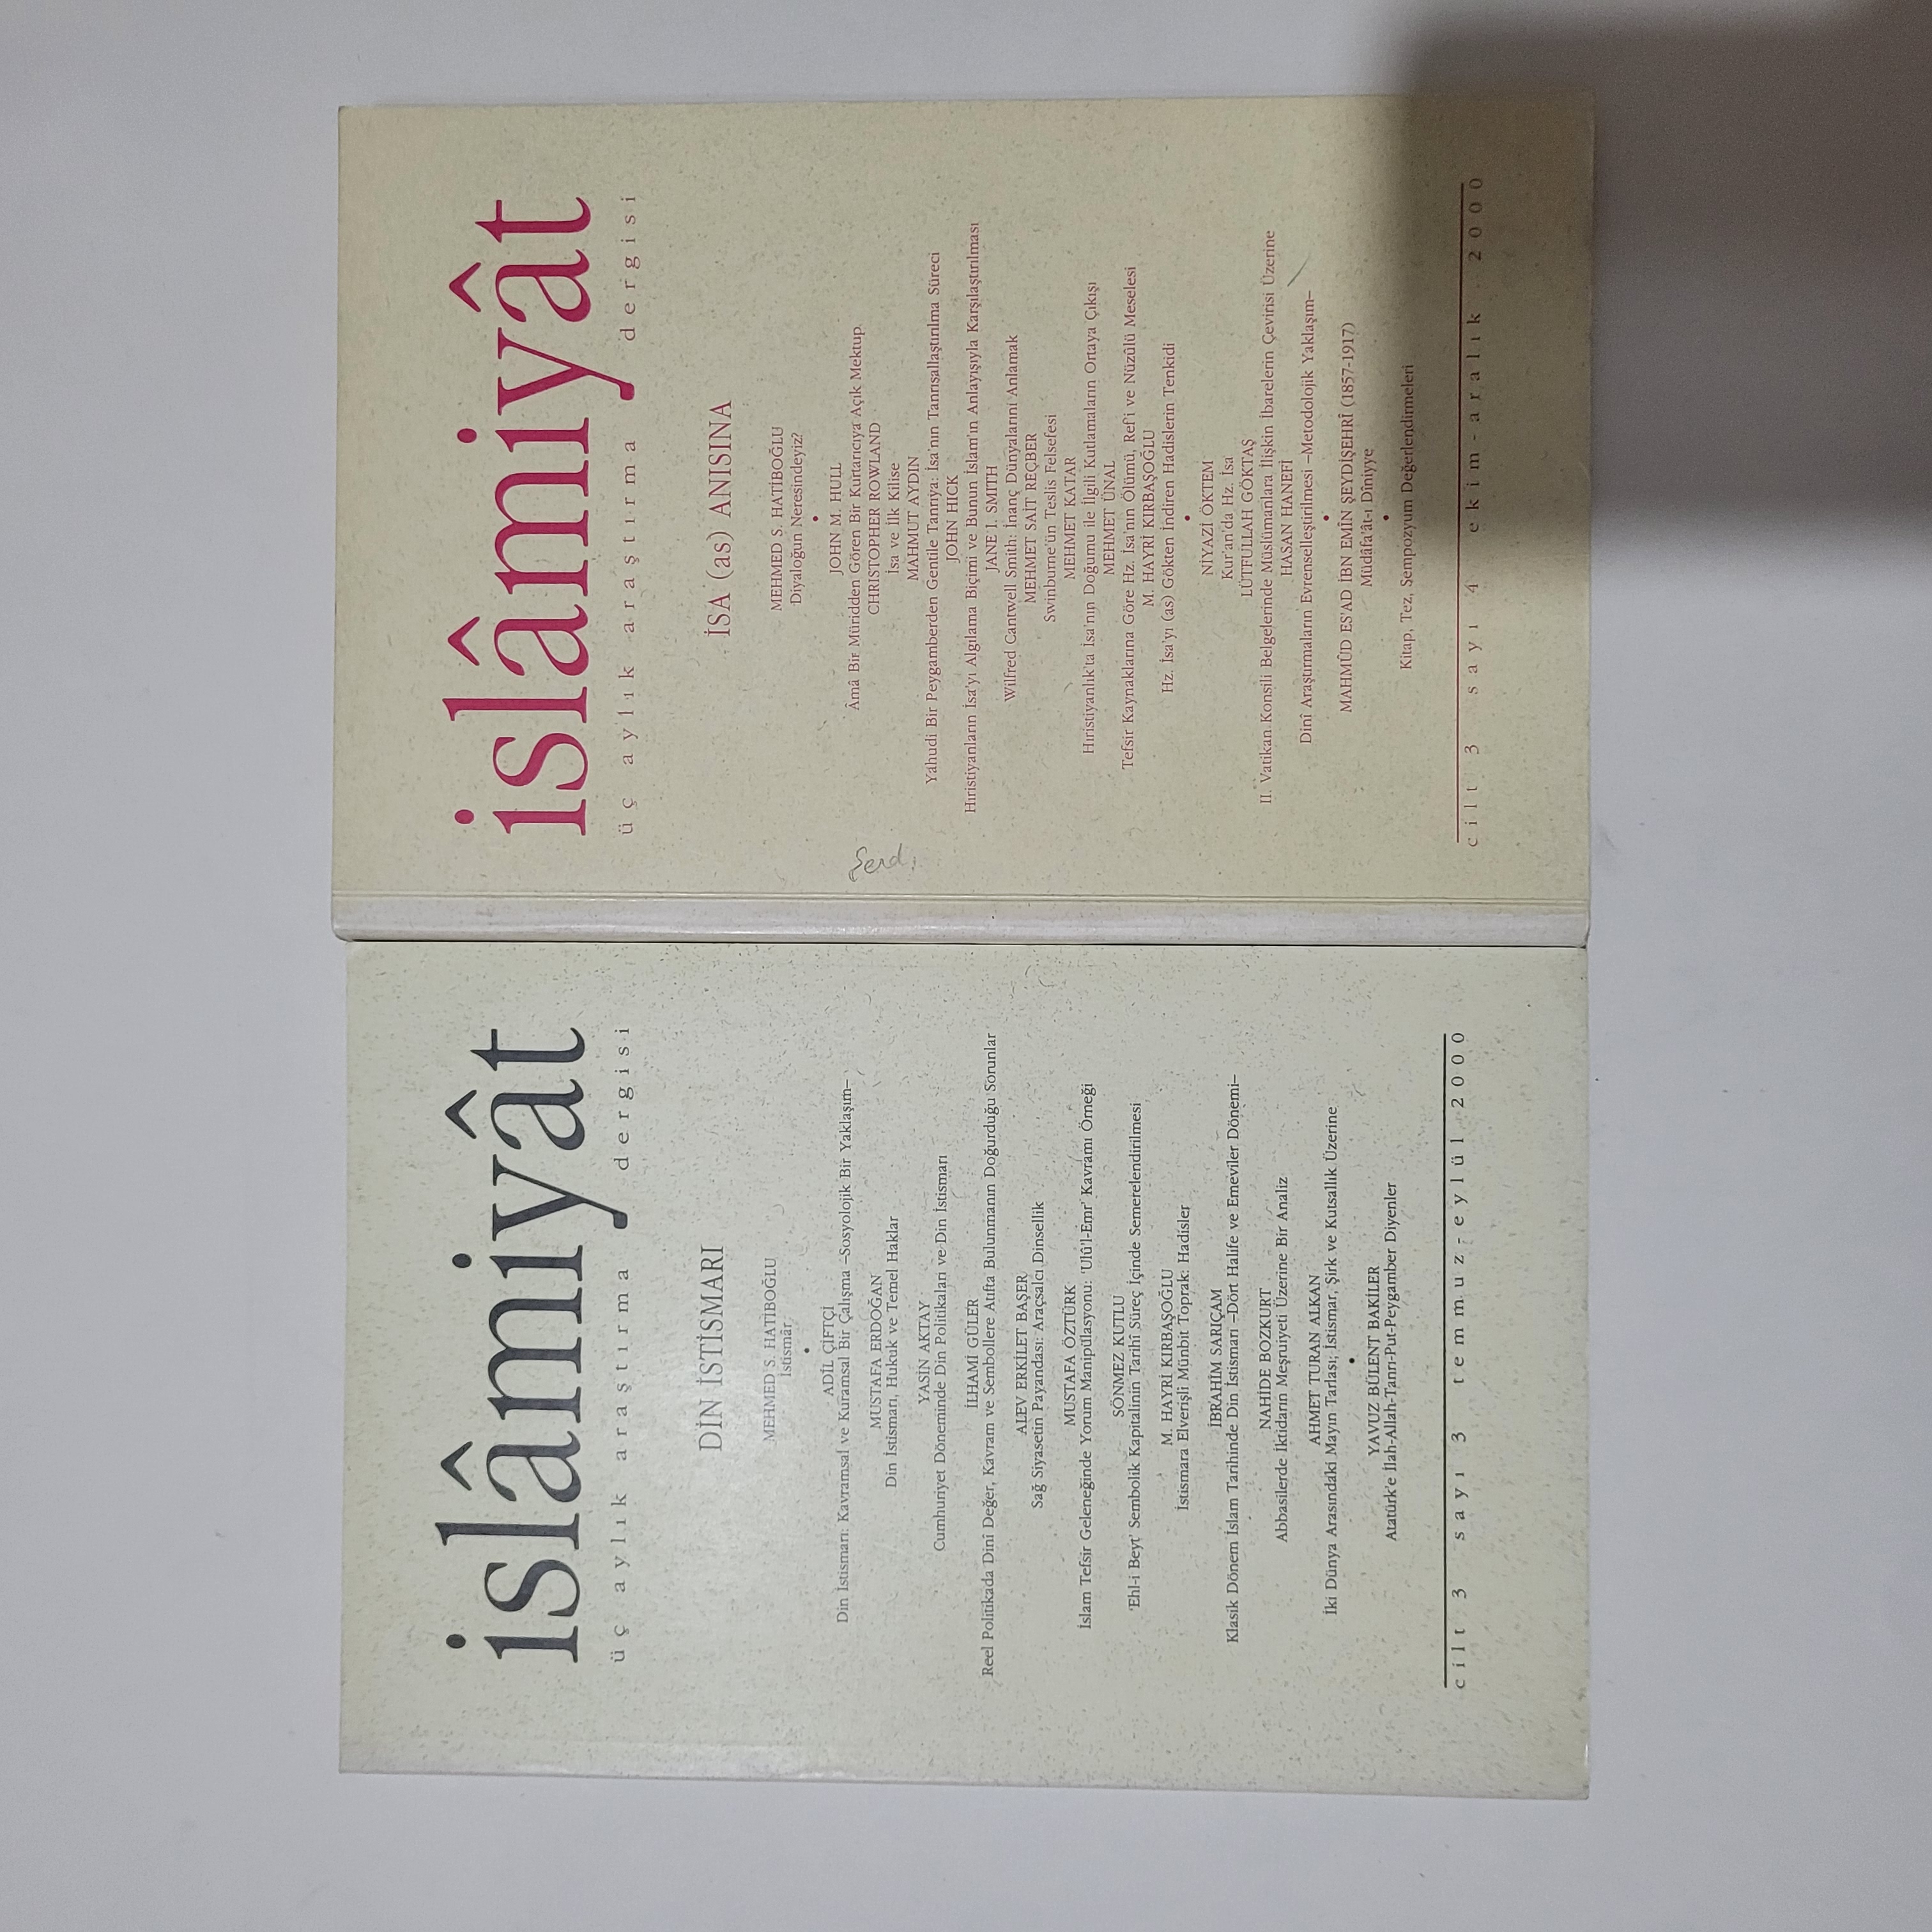 islâmiyât
üç aylık araştırma dergisi
DİN İSTİSMARI
MEHMED S. HATİBOĞLU
İstismâr
•
ADİL ÇİFTÇİ
Din İstismarı: Kavramsal ve Kuramsal Bir Çalışma –Sosyolojik Bir Yaklaşım–
MUSTAFA ERDOĞAN
Din İstismarı, Hukuk ve Temel Haklar
YASİN AKTAY
Cumhuriyet Döneminde Din Politikaları ve Din İstismarı
İLHAMİ GÜLER
Reel Politikada Dinî Değer, Kavram ve Sembollere Atıfta Bulunmanın Doğurduğu Sorunlar
ALEV ERKİLET BAŞER
Sağ Siyasetin Payandası: Araçsalcı Dinsellik
MUSTAFA ÖZTÜRK
İslam Tefsir Geleneğinde Yorum Manipülasyonu: 'Ulû'l-Emr' Kavramı Örneği
SÖNMEZ KUTLU
'Ehl-i Beyt' Sembolik Kapitalinin Tarihî Süreç İçinde Semerelendirilmesi
M. HAYRİ KIRBAŞOĞLU
İstismara Elverişli Münbit Toprak: Hadisler
İBRAHİM SARIÇAM
Klasik Dönem İslam Tarihinde Din İstismarı –Dört Halife ve Emeviler Dönemi–
NAHİDE BOZKURT
Abbasilerde İktidarın Meşruiyeti Üzerine Bir Analiz
AHMET TURAN ALKAN
İki Dünya Arasındaki Mayın Tarlası; İstismar, Şirk ve Kutsallık Üzerine
•
YAVUZ BÜLENT BAKİLER
Atatürk'e İlah-Allah-Tanrı-Put-Peygamber Diyenler
cilt 3 sayı 3 temmuz-eylül 2000
islâmiyât
üç aylık araştırma dergisi
İSA (as) ANISINA
MEHMED S. HATİBOĞLU
Diyaloğun Neresindeyiz?
•
JOHN M. HULL
Âmâ Bir Müridden Gören Bir Kurtarıcıya Açık Mektup
CHRISTOPHER ROWLAND
İsa ve İlk Kilise
MAHMUT AYDIN
Yahudi Bir Peygamberden Gentile Tanrıya: İsa'nın Tanrısallaştırılma Süreci
JOHN HICK
Hıristiyanların İsa'yı Algılama Biçimi ve Bunun İslam'ın Anlayışıyla Karşılaştırılması
JANE I. SMITH
Wilfred Cantwell Smith: İnanç Dünyalarını Anlamak
MEHMET SAİT REÇBER
Swinburne'ün Teslis Felsefesi
MEHMET KATAR
Hıristiyanlık'ta İsa'nın Doğumu ile İlgili Kutlamaların Ortaya Çıkışı
MEHMET ÜNAL
Tefsir Kaynaklarına Göre Hz. İsa'nın Ölümü, Ref'i ve Nüzûlü Meselesi
M. HAYRİ KIRBAŞOĞLU
Hz. İsa'yı (as) Gökten İndiren Hadislerin Tenkidi
•
NİYAZİ ÖKTEM
Kur'an'da Hz. İsa
LÜTFULLAH GÖKTAŞ
II. Vatikan Konsili Belgelerinde Müslümanlara İlişkin İbarelerin Çevirisi Üzerine
HASAN HANEFİ
Dinî Araştırmaların Evrenselleştirilmesi –Metodolojik Yaklaşım–
•
MAHMÛD ES'AD İBN EMÎN ŞEYDİŞEHRÎ (1857-1917)
Müdâfa'ât-ı Dîniyye
•
Kitap, Tez, Sempozyum Değerlendirmeleri
cilt 3 sayı 4 ekim-aralık 2000